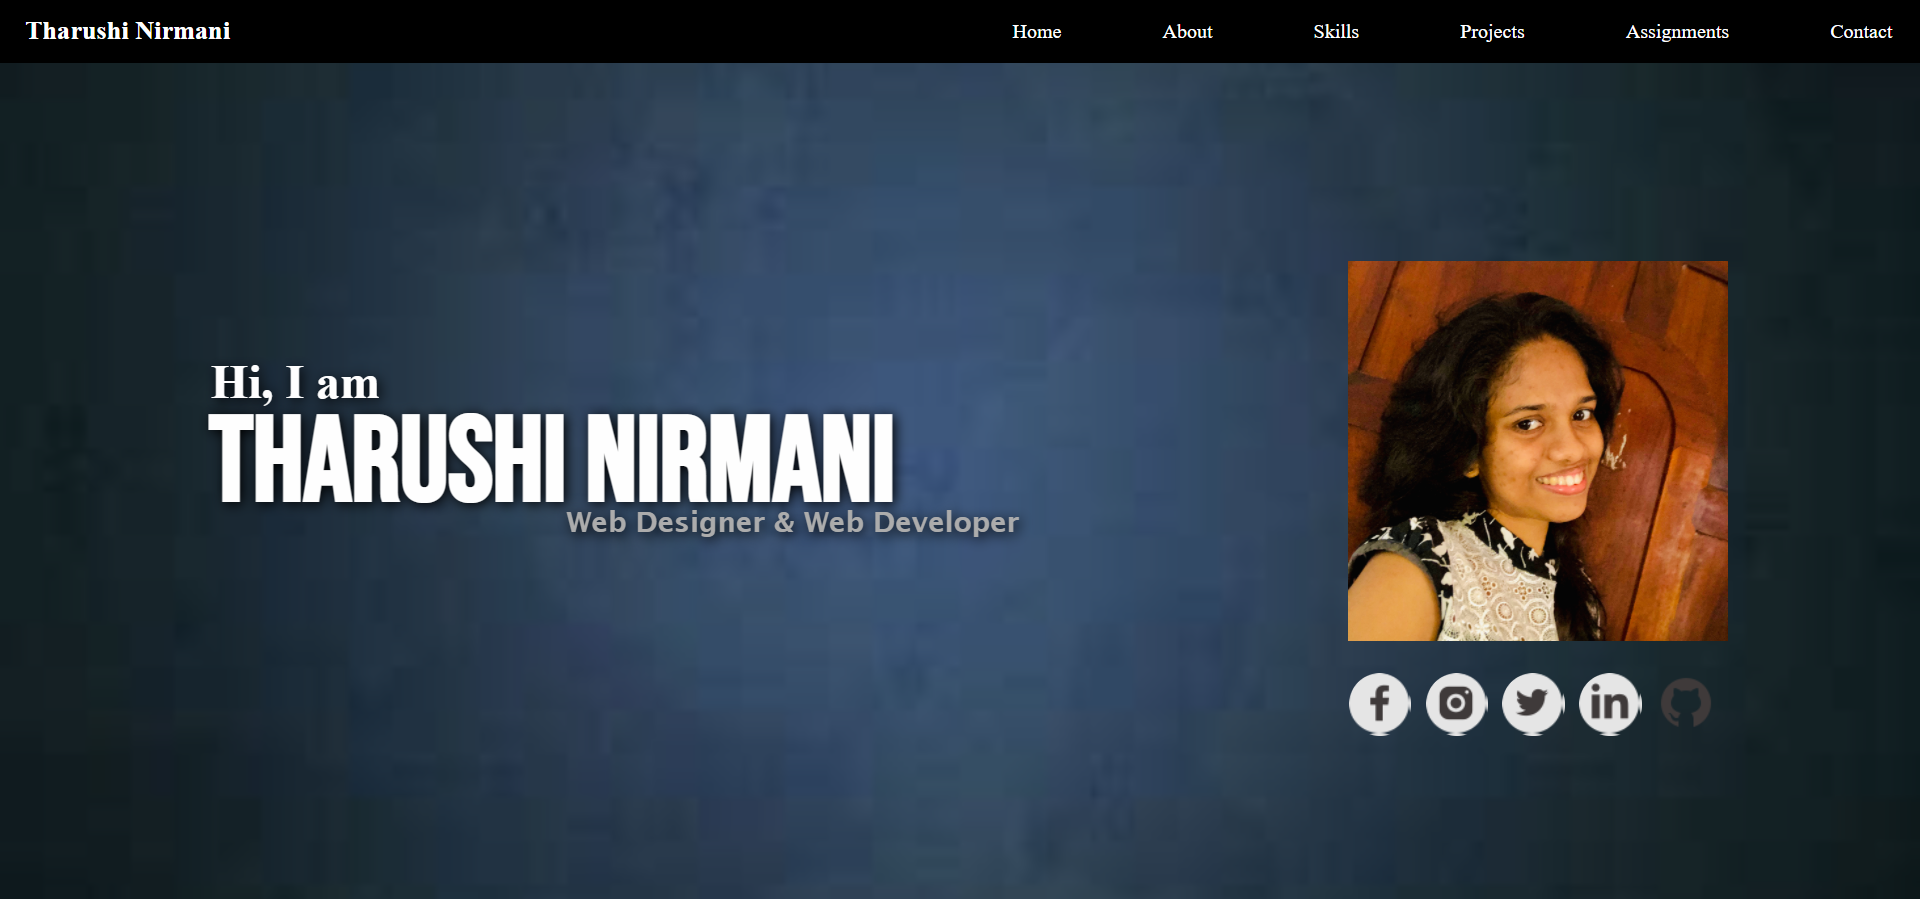 Tharushi Nirmani
Home About Skills Projects Assignments Contact
Hi, I am
THARUSHI NIRMANI
Web Designer & Web Developer